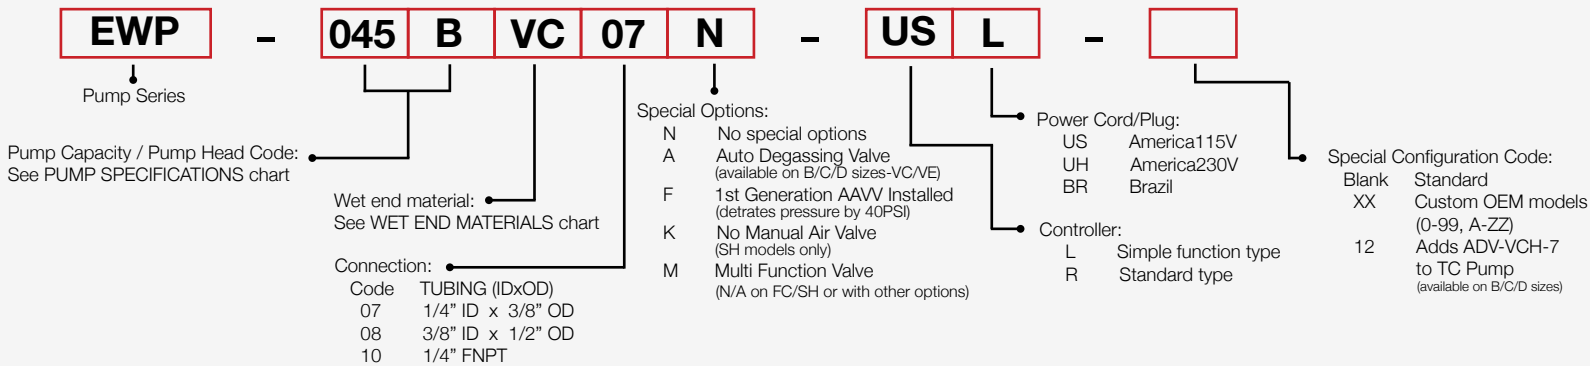 EWP - 045 B VC 07 N - US L -
Pump Series
Pump Capacity / Pump Head Code:
See PUMP SPECIFICATIONS chart
Wet end material:
See WET END MATERIALS chart
Connection:
Code TUBING (IDxOD)
07 1/4” ID x 3/8” OD
08 3/8” ID x 1/2” OD
10 1/4” FNPT
Special Options:
N No special options
A Auto Degassing Valve
(available on B/C/D sizes-VC/VE)
F 1st Generation AAVV Installed
(detrates pressure by 40PSI)
K No Manual Air Valve
(SH models only)
M Multi Function Valve
(N/A on FC/SH or with other options)
Power Cord/Plug:
US America115V
UH America230V
BR Brazil
Controller:
L Simple function type
R Standard type
Special Configuration Code:
Blank Standard
XX Custom OEM models
(0-99, A-ZZ)
12 Adds ADV-VCH-7
to TC Pump
(available on B/C/D sizes)